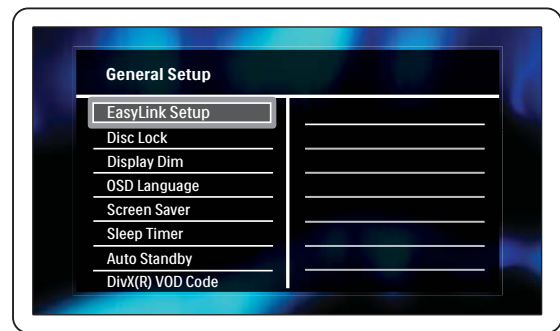 General Setup
EasyLink Setup
Disc Lock
Display Dim
OSD Language
Screen Saver
Sleep Timer
Auto Standby
DivX(R) VOD Code